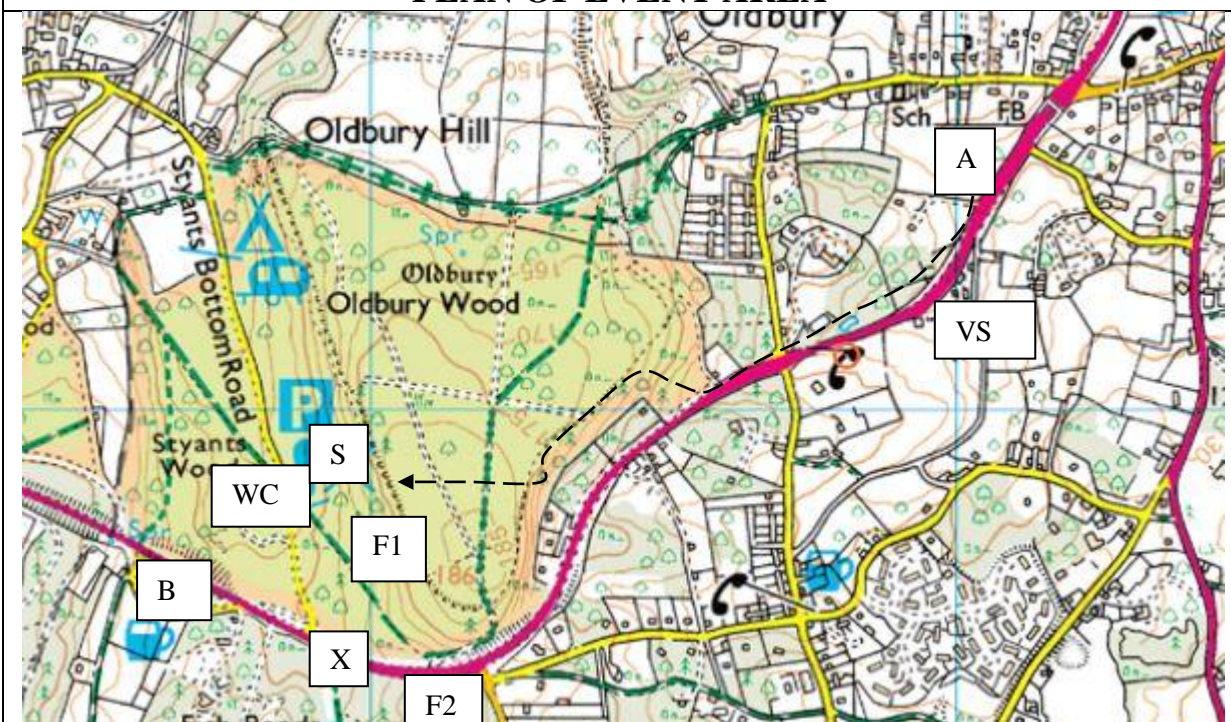 PLAN OF EVENT AREA
Oldbury
Sch
FB
P
A
150
Oldbury Hill
Styants
Bottom Road
W
Spr
Oldbury
Oldbury Wood
165
170
VS
P
175
Styants
S
WC
F1
185
186
B
X
F2